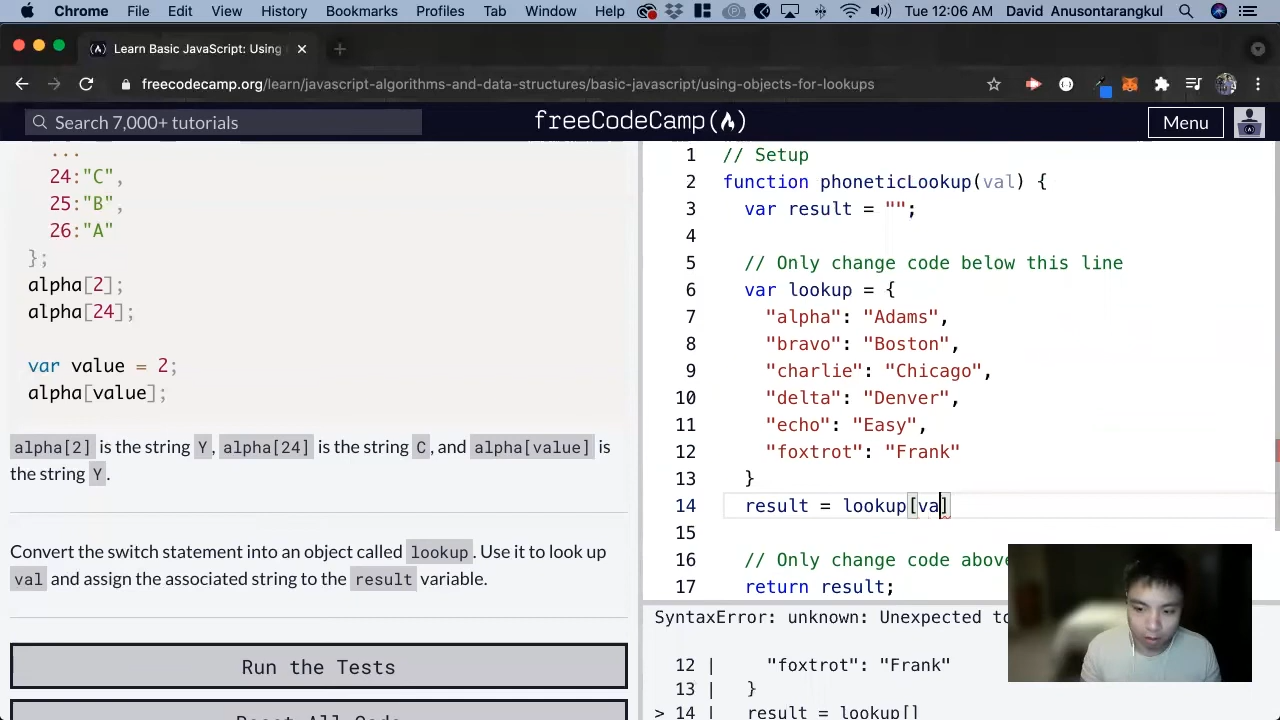 Chrome File Edit View History Bookmarks Profiles Tab Window Help Tue 12:06 AM David Anusontarangkul
Learn Basic JavaScript: Using
freecodecamp.org/learn/javascript-algorithms-and-data-structures/basic-javascript/using-objects-for-lookups
Search 7,000+ tutorials
freeCodeCamp
Menu
...
24:"C",
25:"B",
26:"A"
};
alpha[2];
alpha[24];
var value = 2;
alpha[value];
alpha[2] is the string Y, alpha[24] is the string C, and alpha[value] is
the string Y.
Convert the switch statement into an object called lookup. Use it to look up
val and assign the associated string to the result variable.
Run the Tests
Reset All Code
1 // Setup
2 function phoneticLookup(val) {
3 var result = "";
4
5 // Only change code below this line
6 var lookup = {
7 "alpha": "Adams",
8 "bravo": "Boston",
9 "charlie": "Chicago",
10 "delta": "Denver",
11 "echo": "Easy",
12 "foxtrot": "Frank"
13 }
14 result = lookup[va]
15
16 // Only change code above
17 return result;
SyntaxError: unknown: Unexpected
12 | "foxtrot": "Frank"
13 | }
> 14 | result = lookup[]